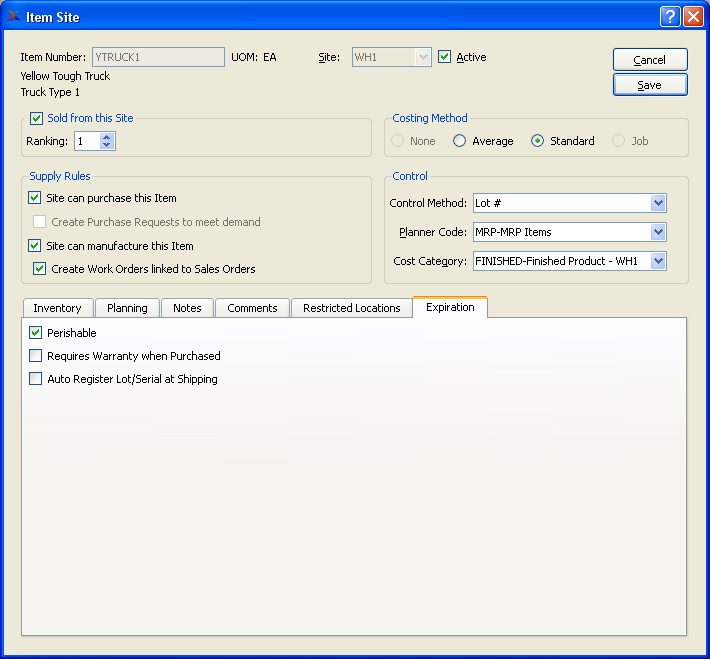 Item Site
Item Number: YTRUCK1 UOM: EA Site: WH1 Active
Cancel
Yellow Tough Truck
Truck Type 1
Save
Sold from this Site
Ranking: 1
Costing Method
None Average Standard Job
Supply Rules
Site can purchase this Item
Create Purchase Requests to meet demand
Site can manufacture this Item
Create Work Orders linked to Sales Orders
Control
Control Method: Lot #
Planner Code: MRP-MRP Items
Cost Category: FINISHED-Finished Product - WH1
Inventory Planning Notes Comments Restricted Locations Expiration
Perishable
Requires Warranty when Purchased
Auto Register Lot/Serial at Shipping